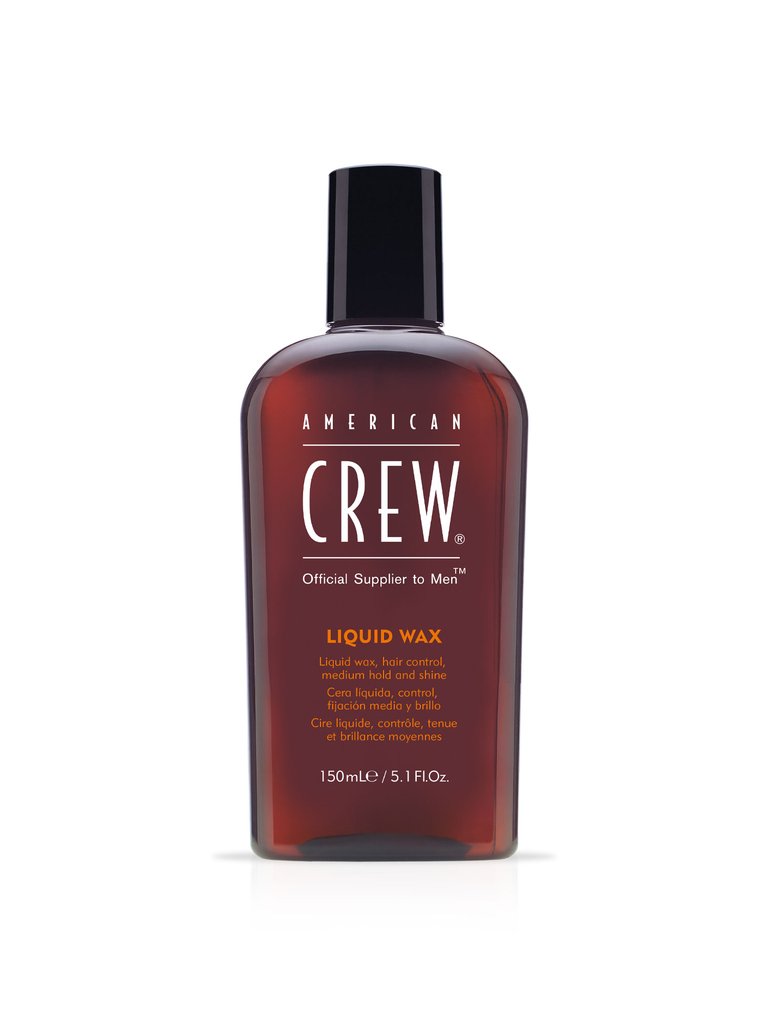 AMERICAN
CREW®
Official Supplier to Men™
LIQUID WAX
Liquid wax, hair control,
medium hold and shine
Cera líquida, control,
fijación media y brillo
Cire liquide, contrôle, tenue
et brillance moyennes
150mL℮ / 5.1 Fl.Oz.